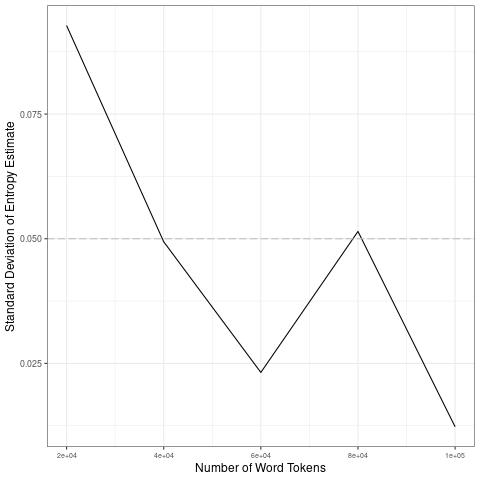 Standard Deviation of Entropy Estimate
0.075
0.050
0.025
2e+04 4e+04 6e+04 8e+04 1e+05
Number of Word Tokens